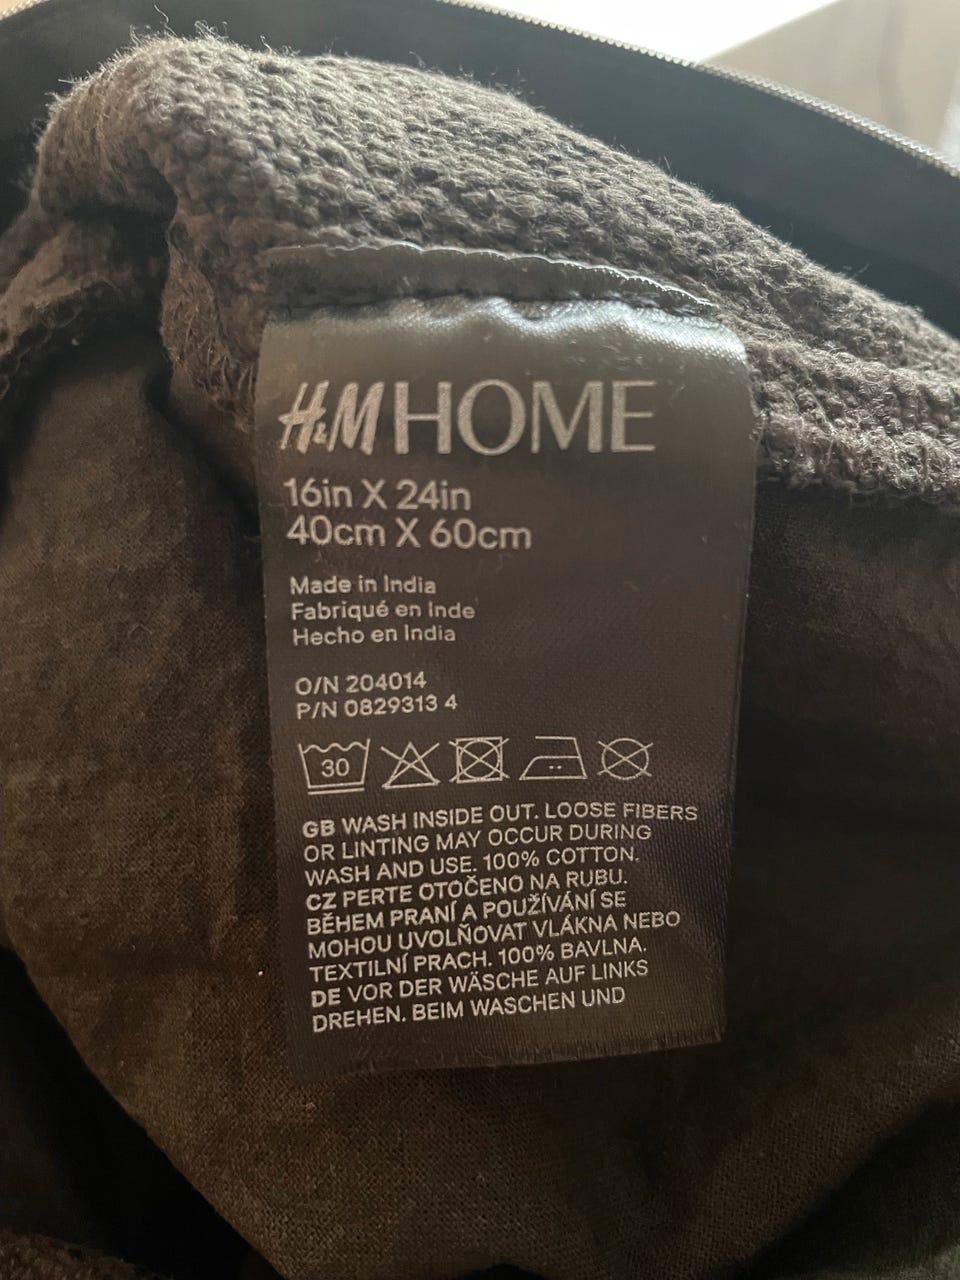 H&M HOME
16in X 24in
40cm X 60cm
Made in India
Fabriqué en Inde
Hecho en India
O/N 204014
P/N 0829313 4
30
GB WASH INSIDE OUT. LOOSE FIBERS
OR LINTING MAY OCCUR DURING
WASH AND USE. 100% COTTON.
CZ PERTE OTOČENO NA RUBU.
BĚHEM PRANÍ A POUŽÍVÁNÍ SE
MOHOU UVOLŇOVAT VLÁKNA NEBO
TEXTILNÍ PRACH. 100% BAVLNA.
DE VOR DER WÄSCHE AUF LINKS
DREHEN. BEIM WASCHEN UND